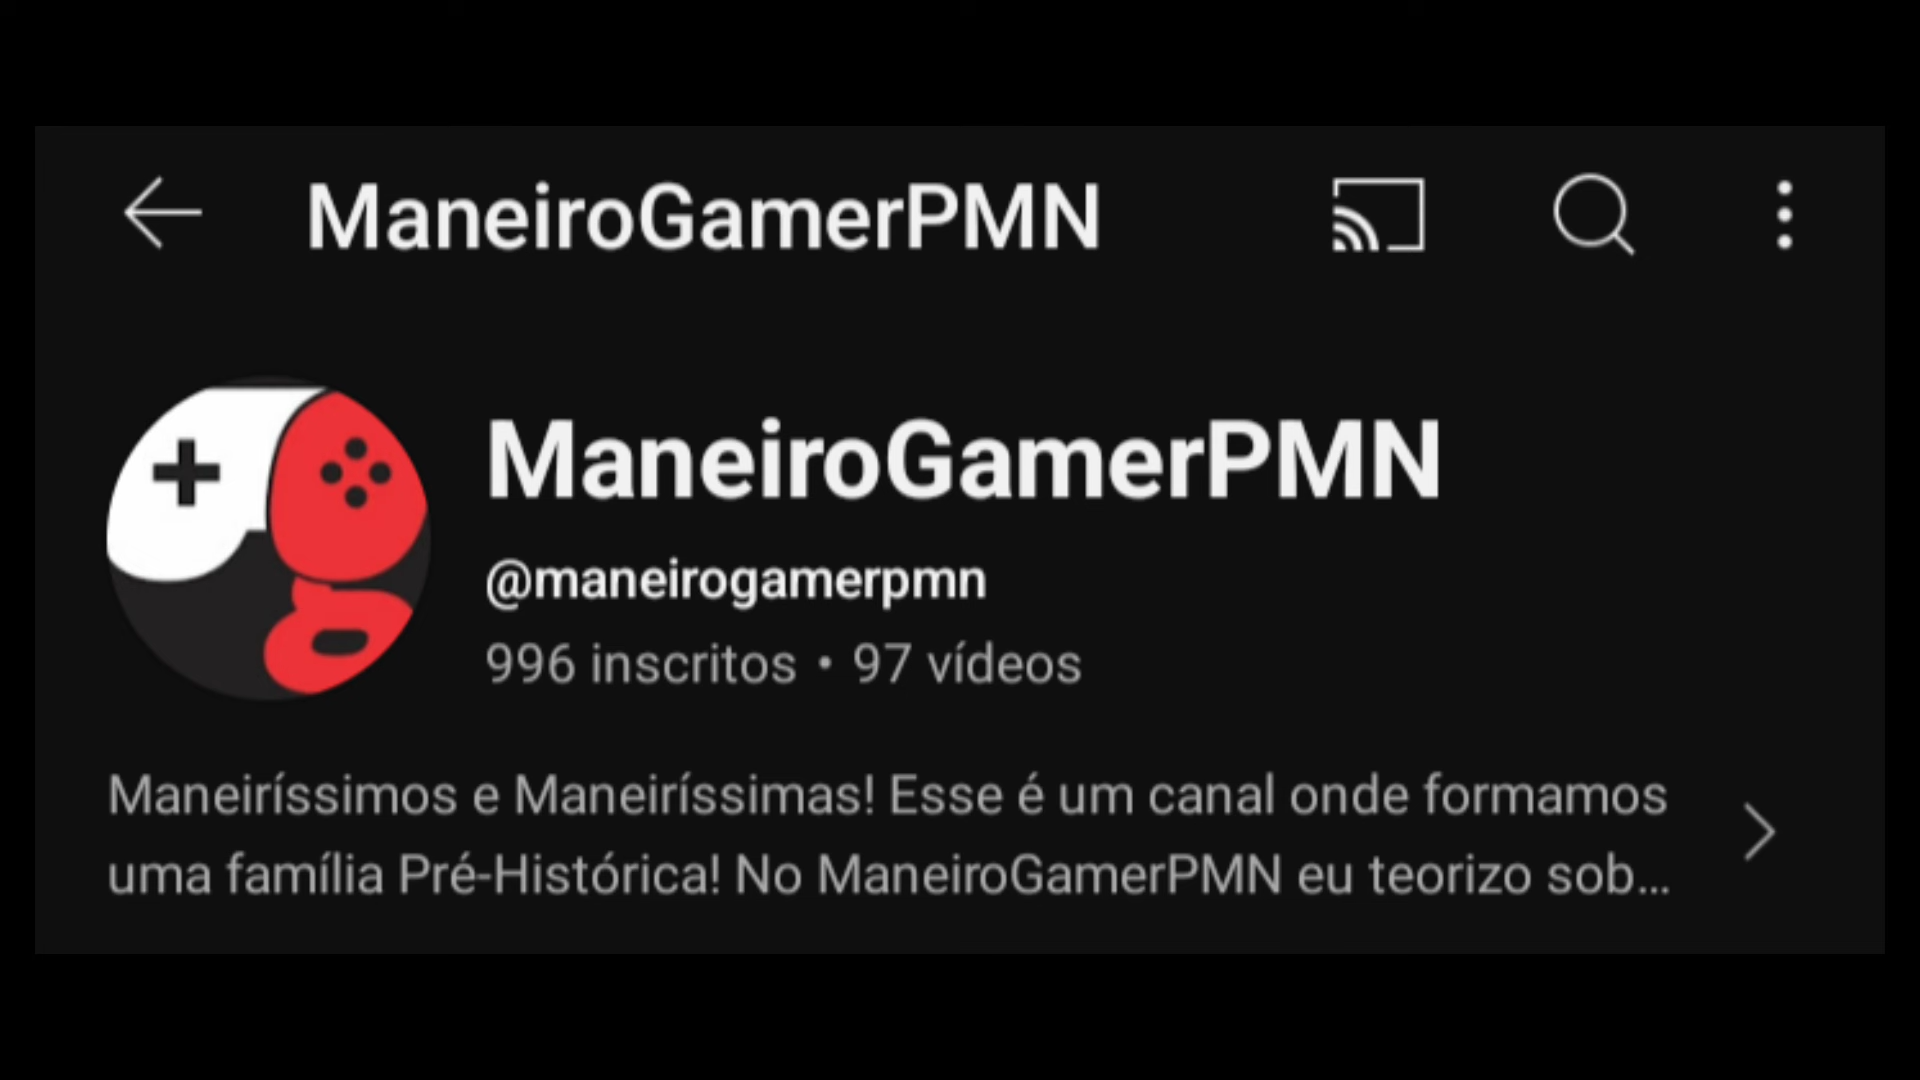 ManeiroGamerPMN
ManeiroGamerPMN
@maneirogamerpmn
996 inscritos • 97 vídeos
Maneiríssimos e Maneiríssimas! Esse é um canal onde formamos
uma família Pré-Histórica! No ManeiroGamerPMN eu teorizo sob...